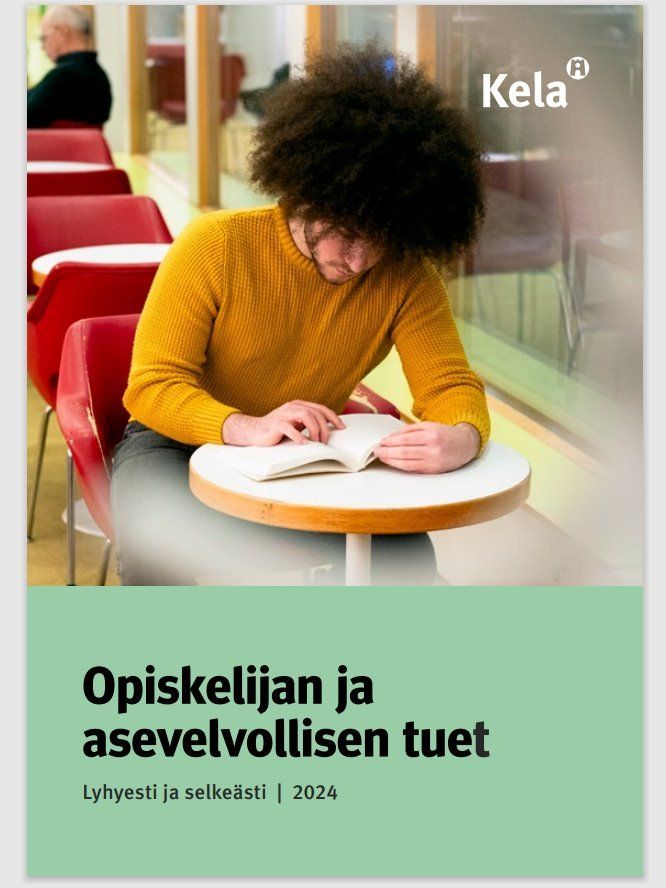 Kela
Opiskelijan ja
asevelvollisen tuet
Lyhyesti ja selkeästi | 2024